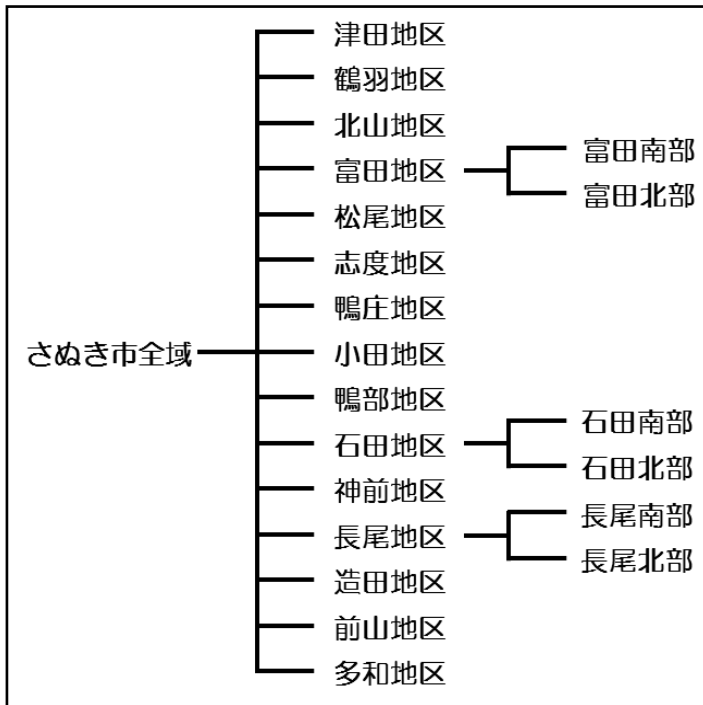 津田地区
鶴羽地区
北山地区
富田地区
富田南部
富田北部
松尾地区
志度地区
鴨庄地区
さぬき市全域
小田地区
鴨部地区
石田地区
石田南部
石田北部
神前地区
長尾地区
長尾南部
長尾北部
造田地区
前山地区
多和地区